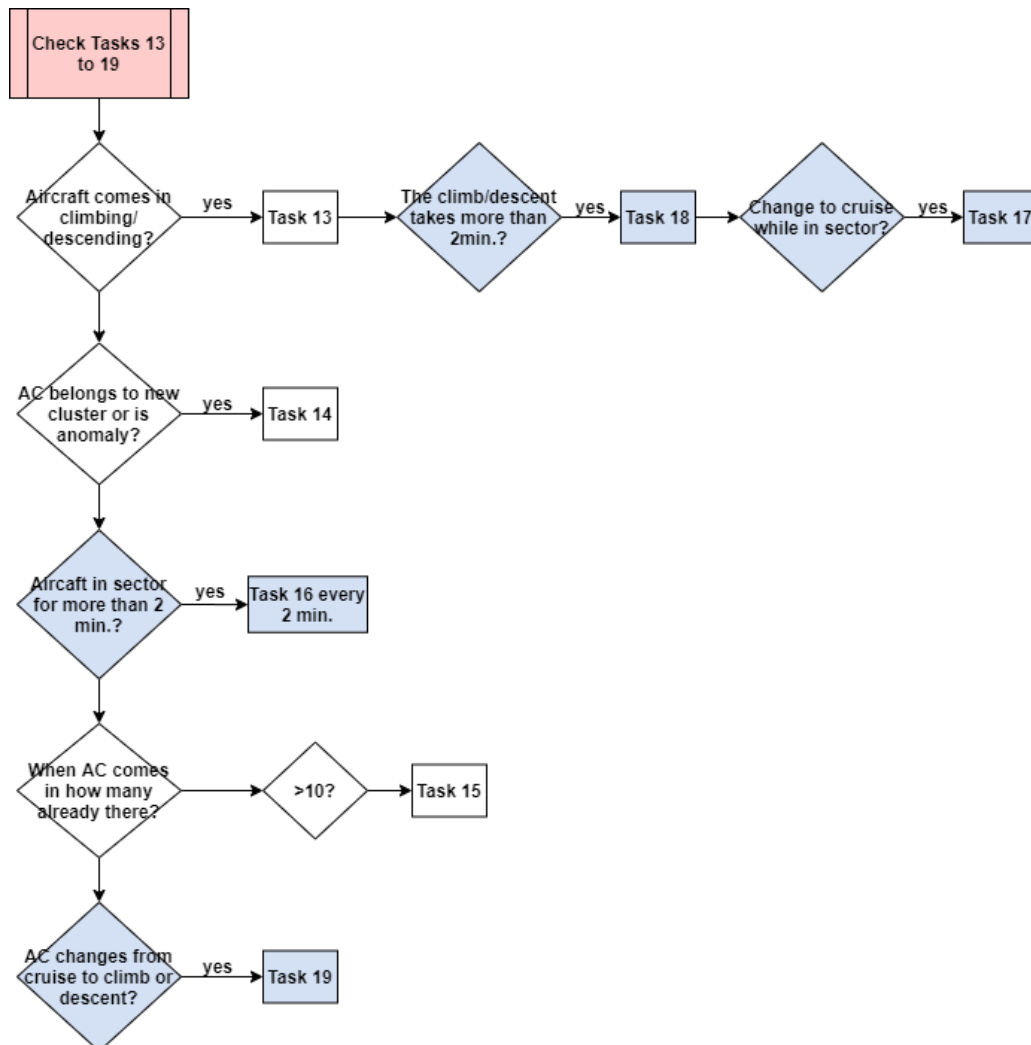 Check Tasks 13
to 19
Aircraft comes in
climbing/
descending?
yes
Task 13
The climb/descent
takes more than
2min.?
yes
Task 18
Change to cruise
while in sector?
yes
Task 17
AC belongs to new
cluster or is
anomaly?
yes
Task 14
Aircaft in sector
for more than 2
min.?
yes
Task 16 every
2 min.
When AC comes
in how many
already there?
>10?
Task 15
AC changes from
cruise to climb or
descent?
yes
Task 19